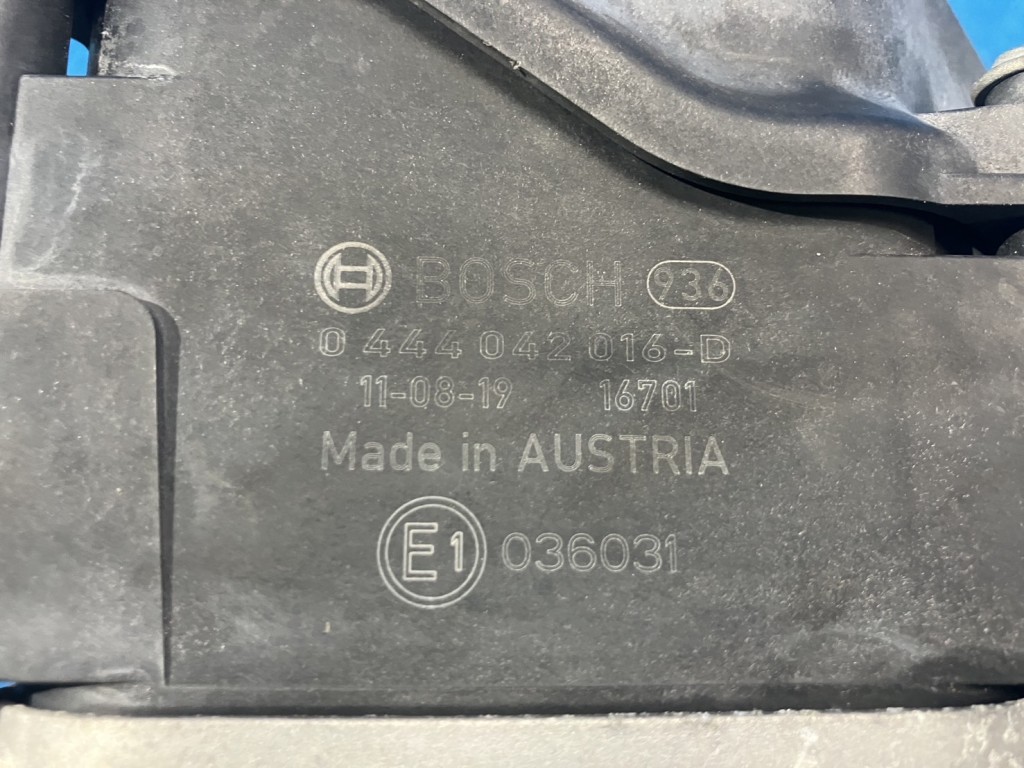 BOSCH 936
0 444 042 016-D
11-08-19 16701
Made in AUSTRIA
E1 036031